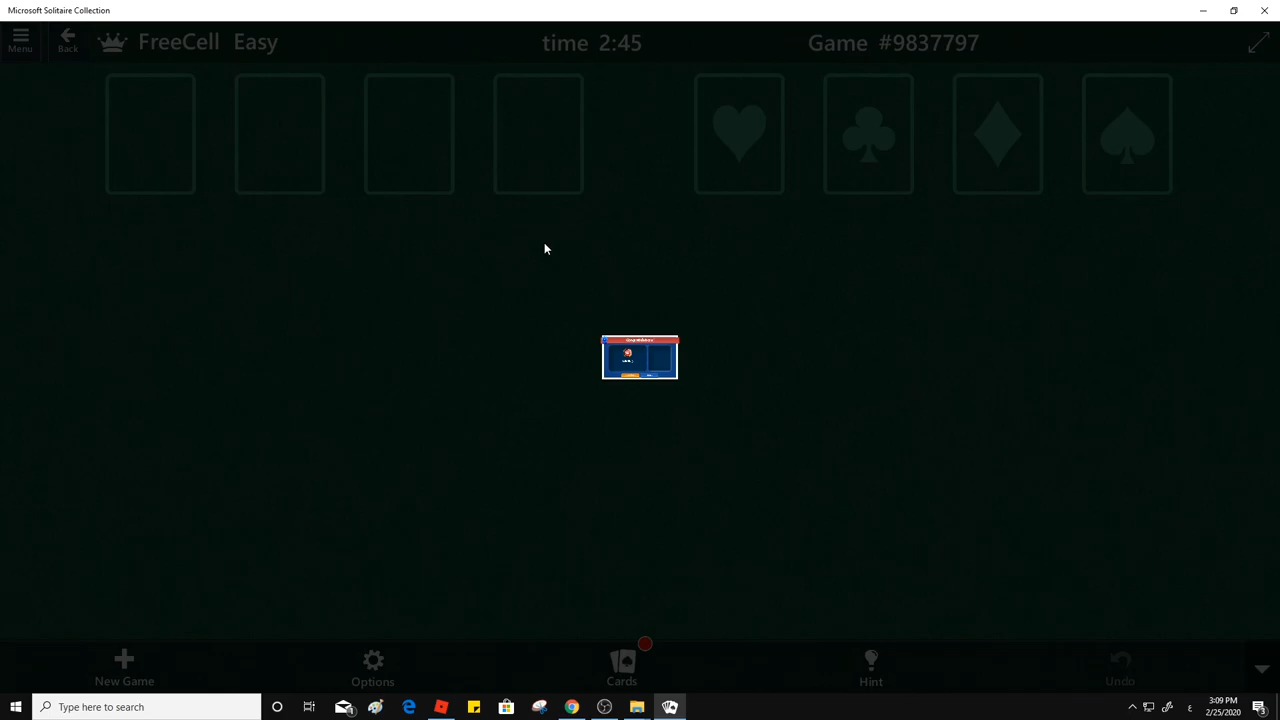 Microsoft Solitaire Collection
Menu
Back
FreeCell Easy
time 2:45
Game #9837797
New Game
Options
Cards
Hint
Undo
Type here to search
3:09 PM
2/25/2020